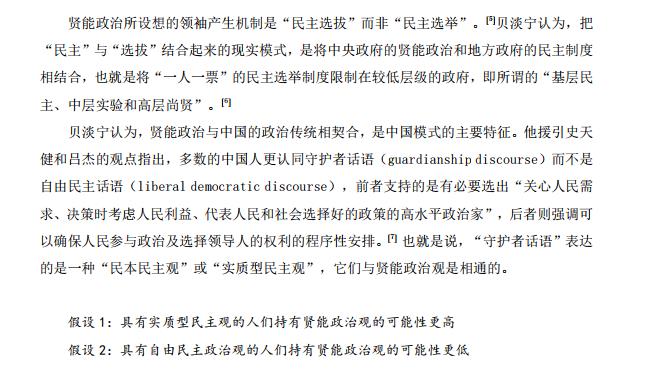 贤能政治所设想的领袖产生机制是“民主选拔”而非“民主选举”。[5]贝淡宁认为，把
“民主”与“选拔”结合起来的现实模式，是将中央政府的贤能政治和地方政府的民主制度
相结合，也就是将“一人一票”的民主选举制度限制在较低层级的政府，即所谓的“基层民
主、中层实验和高层尚贤”。[6]
贝淡宁认为，贤能政治与中国的政治传统相契合，是中国模式的主要特征。他援引史天
健和吕杰的观点指出，多数的中国人更认同守护者话语（guardianship discourse）而不是
自由民主话语（liberal democratic discourse），前者支持的是有必要选出“关心人民需
求、决策时考虑人民利益、代表人民和社会选择好的政策的高水平政治家”，后者则强调可
以确保人民参与政治及选择领导人的权利的程序性安排。[7] 也就是说，“守护者话语”表达
的是一种“民本民主观”或“实质型民主观”，它们与贤能政治观是相通的。
假设 1：具有实质型民主观的人们持有贤能政治观的可能性更高
假设 2：具有自由民主政治观的人们持有贤能政治观的可能性更低